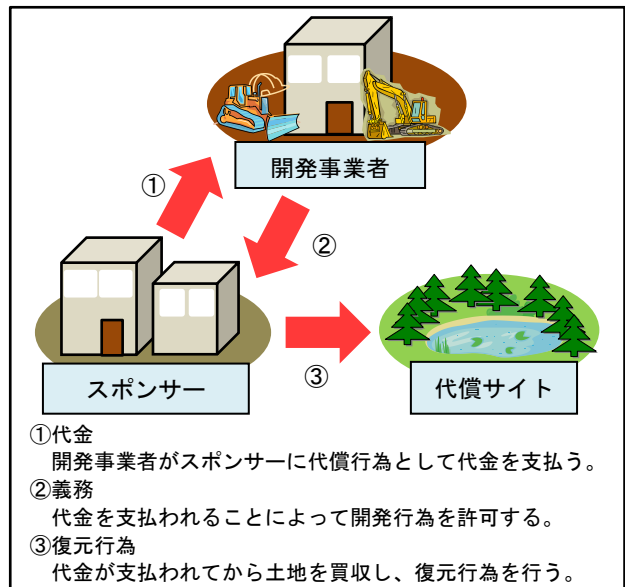 開発事業者
①
②
スポンサー
③
代償サイト
①代金
開発事業者がスポンサーに代償行為として代金を支払う。
②義務
代金を支払われることによって開発行為を許可する。
③復元行為
代金が支払われてから土地を買収し、復元行為を行う。